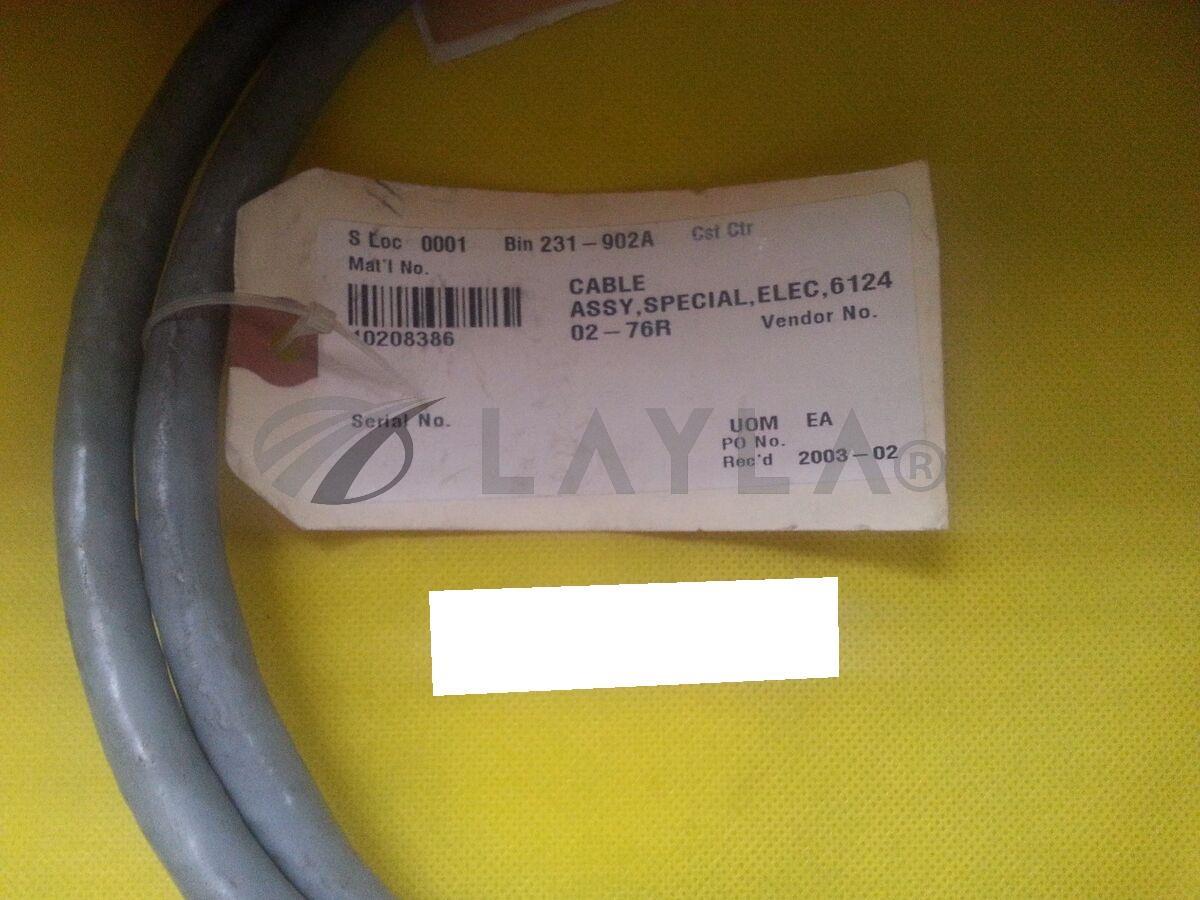 S Loc 0001 Bin 231-902A Cst Ctr
Mat'l No.
CABLE
ASSY,SPECIAL,ELEC,6124
02-76R Vendor No.
10208386
Serial No.
UOM EA
PO No.
Rec'd 2003-02
LAYLA®